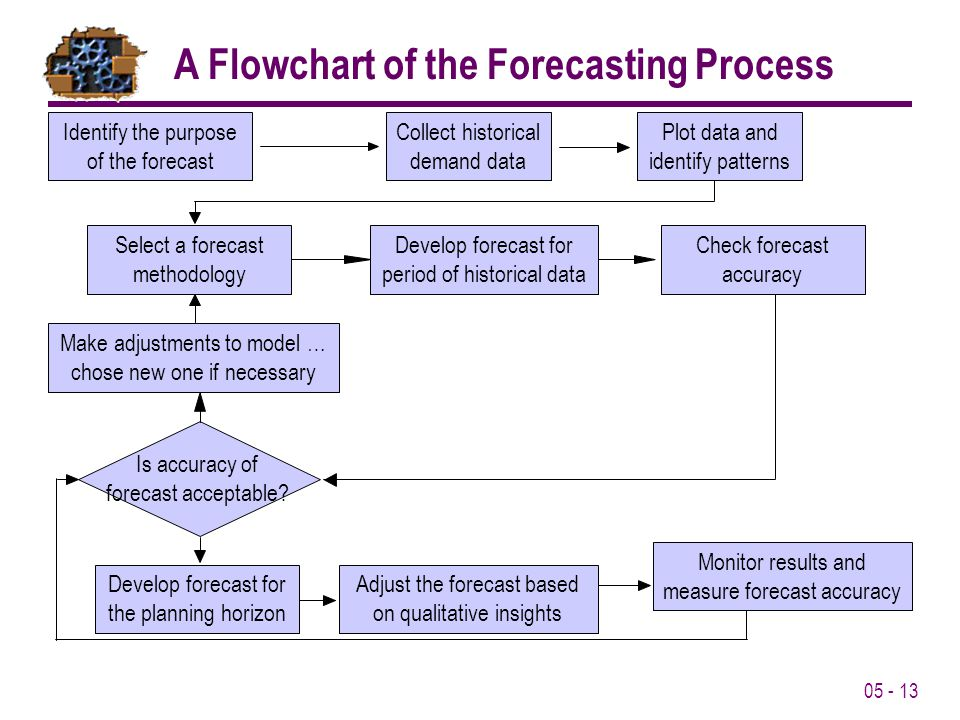 A Flowchart of the Forecasting Process
Identify the purpose
of the forecast
Collect historical
demand data
Plot data and
identify patterns
Select a forecast
methodology
Develop forecast for
period of historical data
Check forecast
accuracy
Make adjustments to model …
chose new one if necessary
Is accuracy of
forecast acceptable?
Develop forecast for
the planning horizon
Adjust the forecast based
on qualitative insights
Monitor results and
measure forecast accuracy
05 - 13